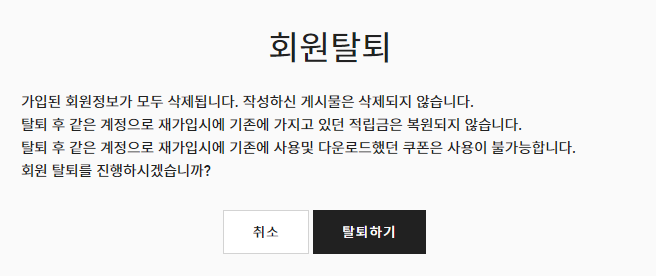 회원탈퇴
가입된 회원정보가 모두 삭제됩니다. 작성하신 게시물은 삭제되지 않습니다.
탈퇴 후 같은 계정으로 재가입시에 기존에 가지고 있던 적립금은 복원되지 않습니다.
탈퇴 후 같은 계정으로 재가입시에 기존에 사용및 다운로드했던 쿠폰은 사용이 불가능합니다.
회원 탈퇴를 진행하시겠습니까?
취소 탈퇴하기